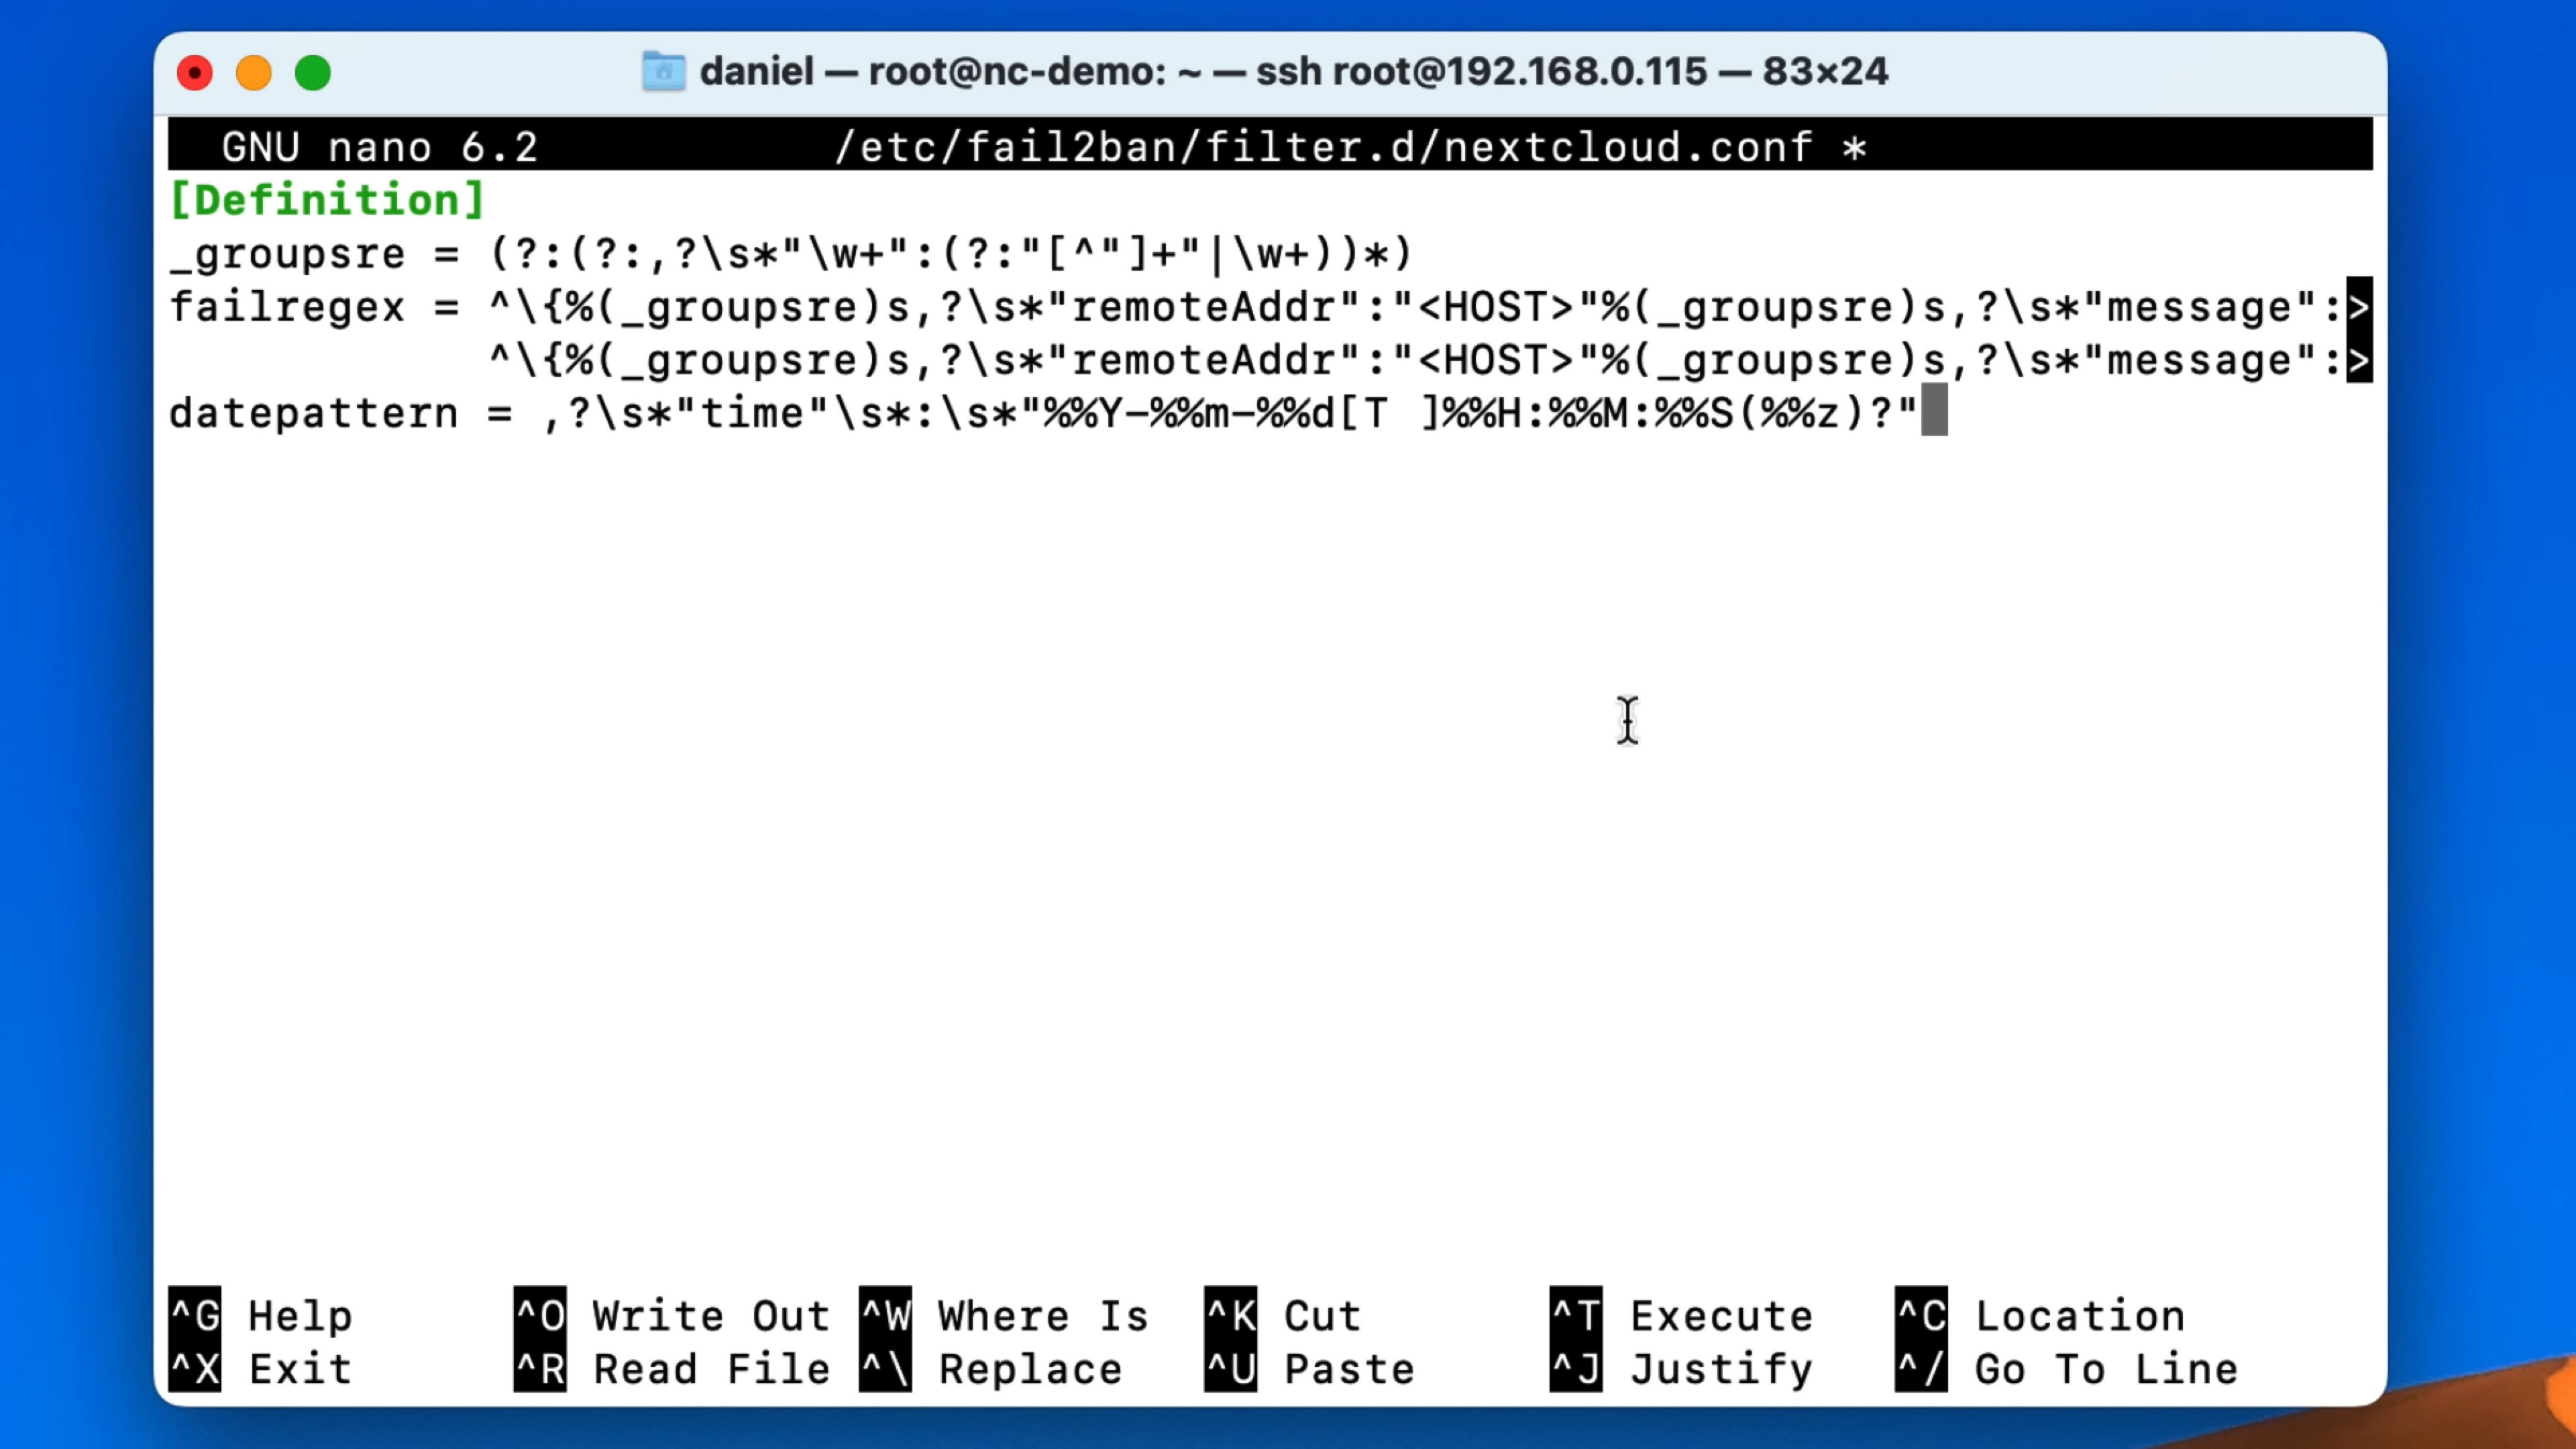 daniel — root@nc-demo: ~ — ssh root@192.168.0.115 — 83×24
GNU nano 6.2 /etc/fail2ban/filter.d/nextcloud.conf *
[Definition]
_groupsre = (?:(?:,?\s*"\w+":(?:"[^"]+"|\w+))*)
failregex = ^\{%(_groupsre)s,?\s*"remoteAddr":"<HOST>"%(_groupsre)s,?\s*"message":>
^\{%(_groupsre)s,?\s*"remoteAddr":"<HOST>"%(_groupsre)s,?\s*"message":>
datepattern = ,?\s*"time"\s*:\s*"%%Y-%%m-%%d[T ]%%H:%%M:%%S(%%z)?"
^G Help ^O Write Out ^W Where Is ^K Cut ^T Execute ^C Location
^X Exit ^R Read File ^\ Replace ^U Paste ^J Justify ^/ Go To Line